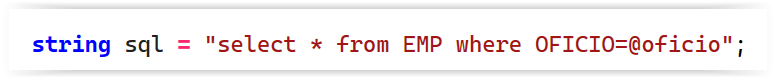 string sql = "select * from EMP where OFICIO=@oficio";